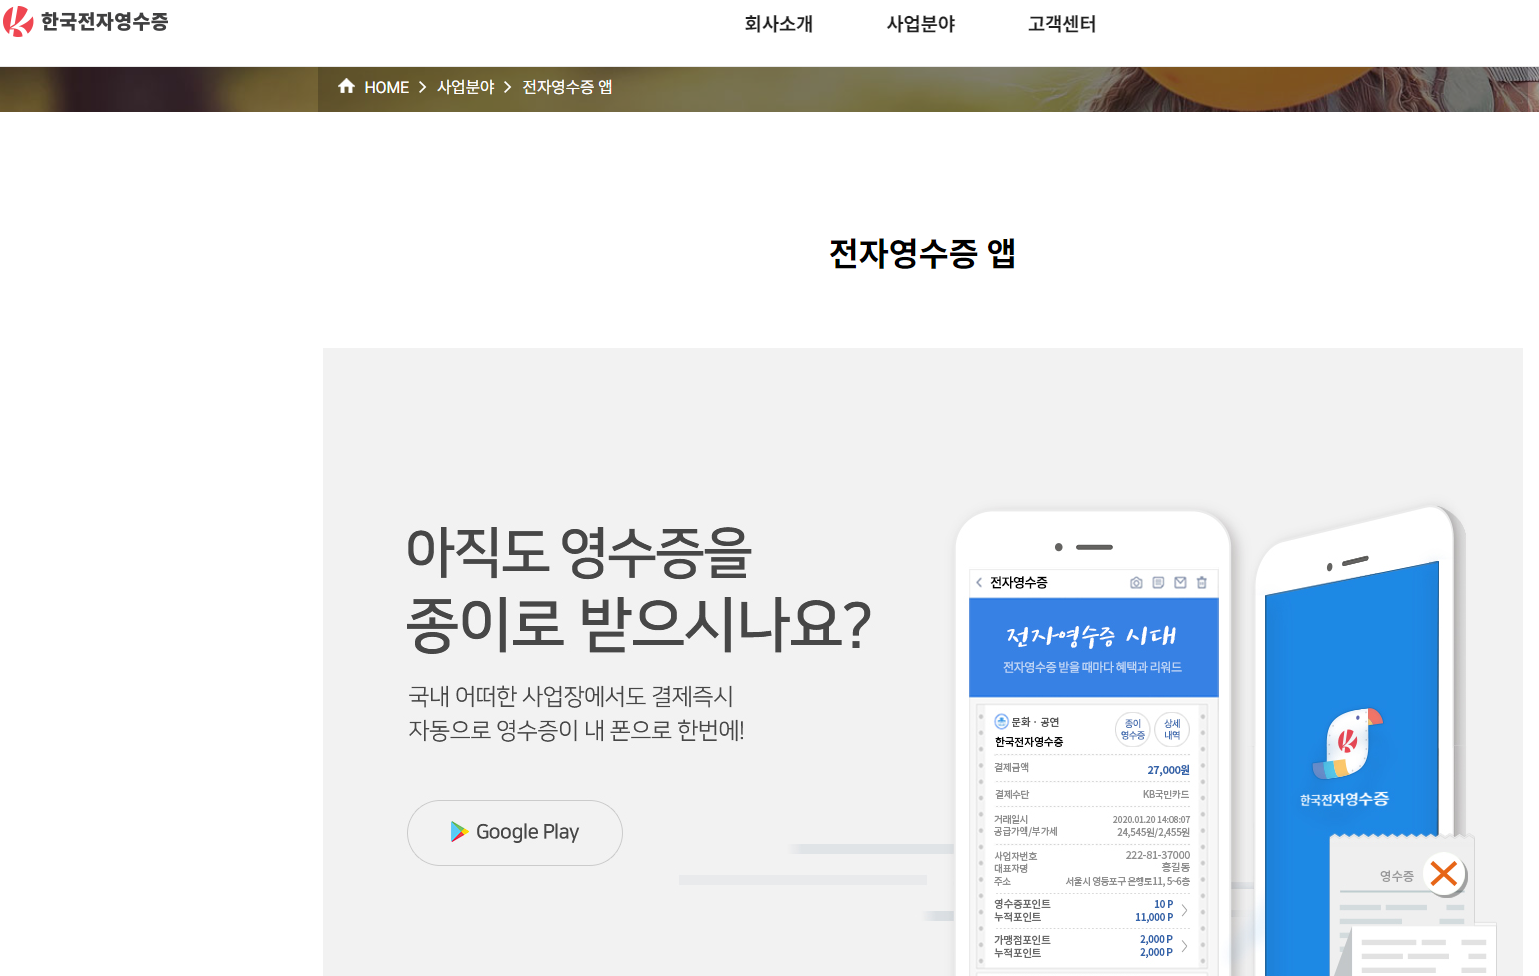 한국전자영수증
회사소개
사업분야
고객센터
HOME > 사업분야 > 전자영수증 앱
전자영수증 앱
아직도 영수증을
종이로 받으시나요?
국내 어떠한 사업장에서도 결제즉시
자동으로 영수증이 내 폰으로 한번에!
Google Play
전자영수증
전자영수증 시대
전자영수증 받을 때마다 혜택과 리워드
문화 · 공연
한국전자영수증
종이
영수증
상세
내역
결제금액 27,000원
결제수단 KB국민카드
거래일시 2020.01.20 14:08:07
공급가액/부가세 24,545원/2,455원
사업자번호 222-81-37000
대표자명 홍길동
주소 서울시 영등포구 은행로11, 5~6층
영수증포인트 10 P
누적포인트 11,000 P
가맹점포인트 2,000 P
누적포인트 2,000 P
한국전자영수증
영수증